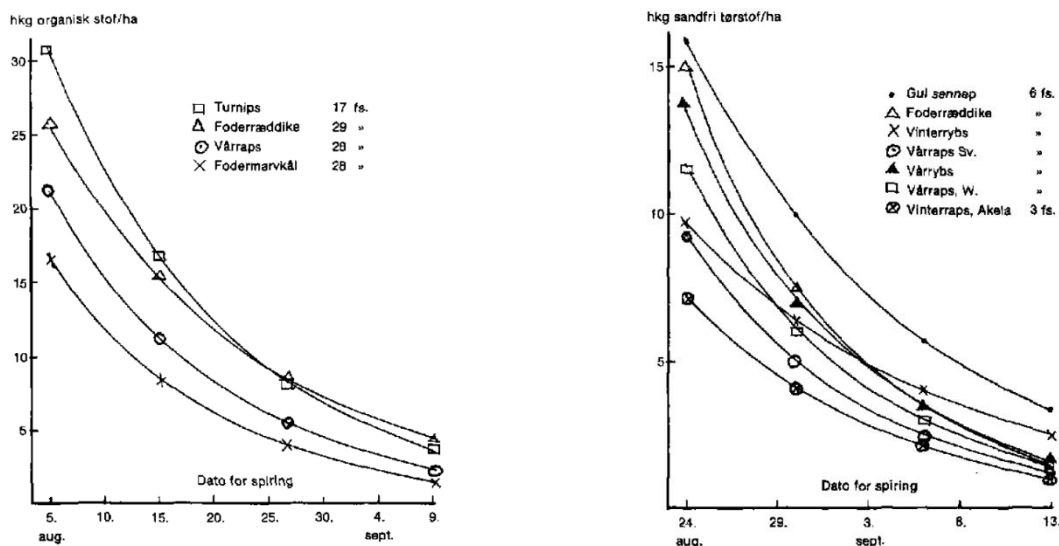 hkg organisk stof/ha
30
25
20
15
10
5
Turnips 17 fs.
Foderræddike 29 »
Vårraps 28 »
Fodermarvkål 28 »
Dato for spiring
5. 10. 15. 20. 25. 30. 4. 9.
aug. sept.
hkg sandfri tørstof/ha
15
10
5
Gul sennep 6 fs.
Foderræddike »
Vinterrybs »
Vårraps Sv. »
Vårrybs »
Vårraps, W. »
Vinterraps, Akela 3 fs.
Dato for spiring
24. 29. 3. 8. 13.
aug. sept.